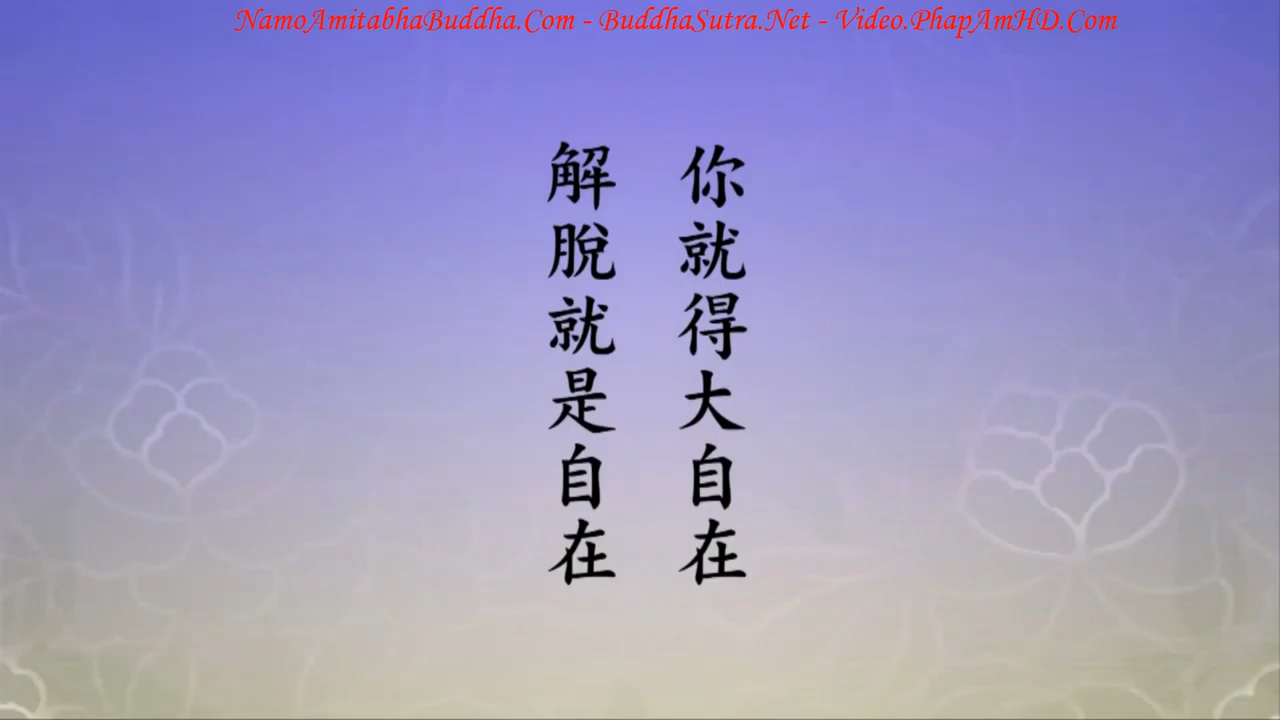 NamoAmitabhaBuddha.Com - BuddhaSutra.Net - Video.PhapAmHD.Com
你就得大自在
解脫就是自在